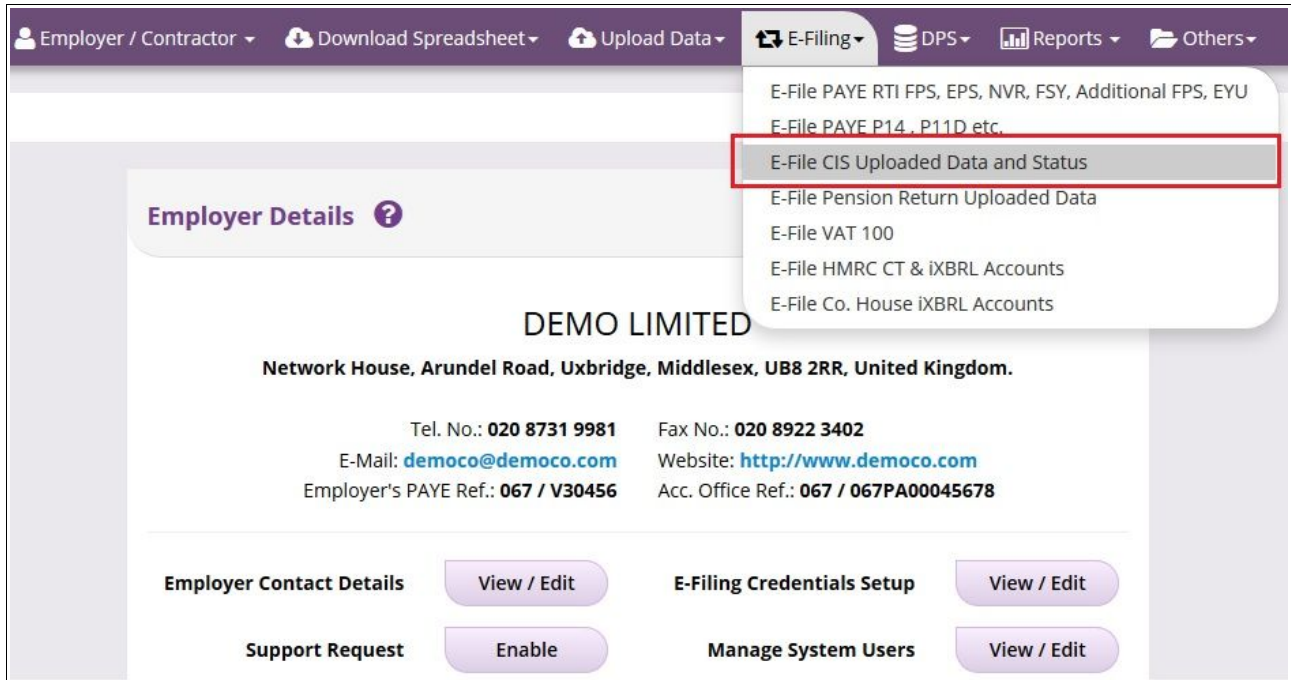 Employer / Contractor Download Spreadsheet Upload Data E-Filing DPS Reports Others
E-File PAYE RTI FPS, EPS, NVR, FSY, Additional FPS, EYU
E-File PAYE P14 , P11D etc.
E-File CIS Uploaded Data and Status
E-File Pension Return Uploaded Data
E-File VAT 100
E-File HMRC CT & iXBRL Accounts
E-File Co. House iXBRL Accounts
Employer Details ?
DEMO LIMITED
Network House, Arundel Road, Uxbridge, Middlesex, UB8 2RR, United Kingdom.
Tel. No.: 020 8731 9981 Fax No.: 020 8922 3402
E-Mail: democo@democo.com Website: http://www.democo.com
Employer's PAYE Ref.: 067 / V30456 Acc. Office Ref.: 067 / 067PA00045678
Employer Contact Details View / Edit E-Filing Credentials Setup View / Edit
Support Request Enable Manage System Users View / Edit